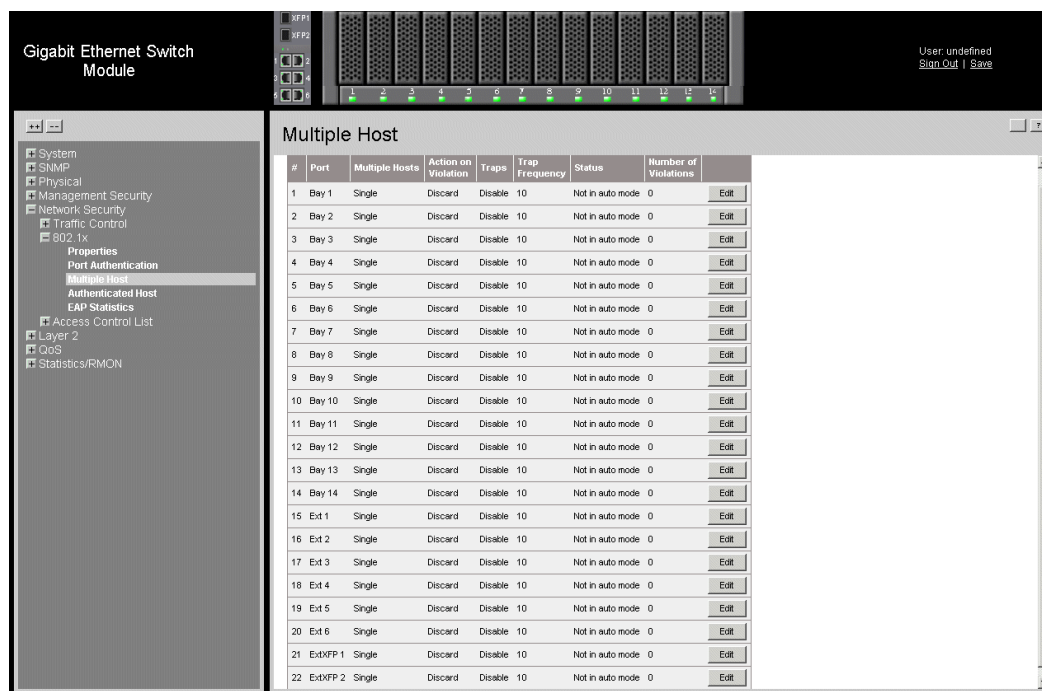 Gigabit Ethernet Switch
Module
XFP1
XFP2
1 2
3 4
5 6
1 2 3 4 5 6 7 8 9 10 11 12 13 14
User: undefined
Sign Out | Save
++ --
System
SNMP
Physical
Management Security
Network Security
Traffic Control
802.1x
Properties
Port Authentication
Multiple Host
Authenticated Host
EAP Statistics
Access Control List
Layer 2
QoS
Statistics/RMON
Multiple Host
?
# Port Multiple Hosts Action on Violation Traps Trap Frequency Status Number of Violations
1 Bay 1 Single Discard Disable 10 Not in auto mode 0 Edit
2 Bay 2 Single Discard Disable 10 Not in auto mode 0 Edit
3 Bay 3 Single Discard Disable 10 Not in auto mode 0 Edit
4 Bay 4 Single Discard Disable 10 Not in auto mode 0 Edit
5 Bay 5 Single Discard Disable 10 Not in auto mode 0 Edit
6 Bay 6 Single Discard Disable 10 Not in auto mode 0 Edit
7 Bay 7 Single Discard Disable 10 Not in auto mode 0 Edit
8 Bay 8 Single Discard Disable 10 Not in auto mode 0 Edit
9 Bay 9 Single Discard Disable 10 Not in auto mode 0 Edit
10 Bay 10 Single Discard Disable 10 Not in auto mode 0 Edit
11 Bay 11 Single Discard Disable 10 Not in auto mode 0 Edit
12 Bay 12 Single Discard Disable 10 Not in auto mode 0 Edit
13 Bay 13 Single Discard Disable 10 Not in auto mode 0 Edit
14 Bay 14 Single Discard Disable 10 Not in auto mode 0 Edit
15 Ext 1 Single Discard Disable 10 Not in auto mode 0 Edit
16 Ext 2 Single Discard Disable 10 Not in auto mode 0 Edit
17 Ext 3 Single Discard Disable 10 Not in auto mode 0 Edit
18 Ext 4 Single Discard Disable 10 Not in auto mode 0 Edit
19 Ext 5 Single Discard Disable 10 Not in auto mode 0 Edit
20 Ext 6 Single Discard Disable 10 Not in auto mode 0 Edit
21 ExtXFP 1 Single Discard Disable 10 Not in auto mode 0 Edit
22 ExtXFP 2 Single Discard Disable 10 Not in auto mode 0 Edit